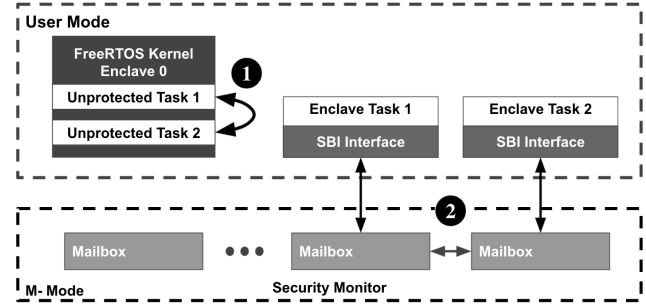 User Mode
FreeRTOS Kernel
Enclave 0
Unprotected Task 1
Unprotected Task 2
1
Enclave Task 1
SBI Interface
Enclave Task 2
SBI Interface
2
Mailbox
Mailbox
Mailbox
M- Mode
Security Monitor